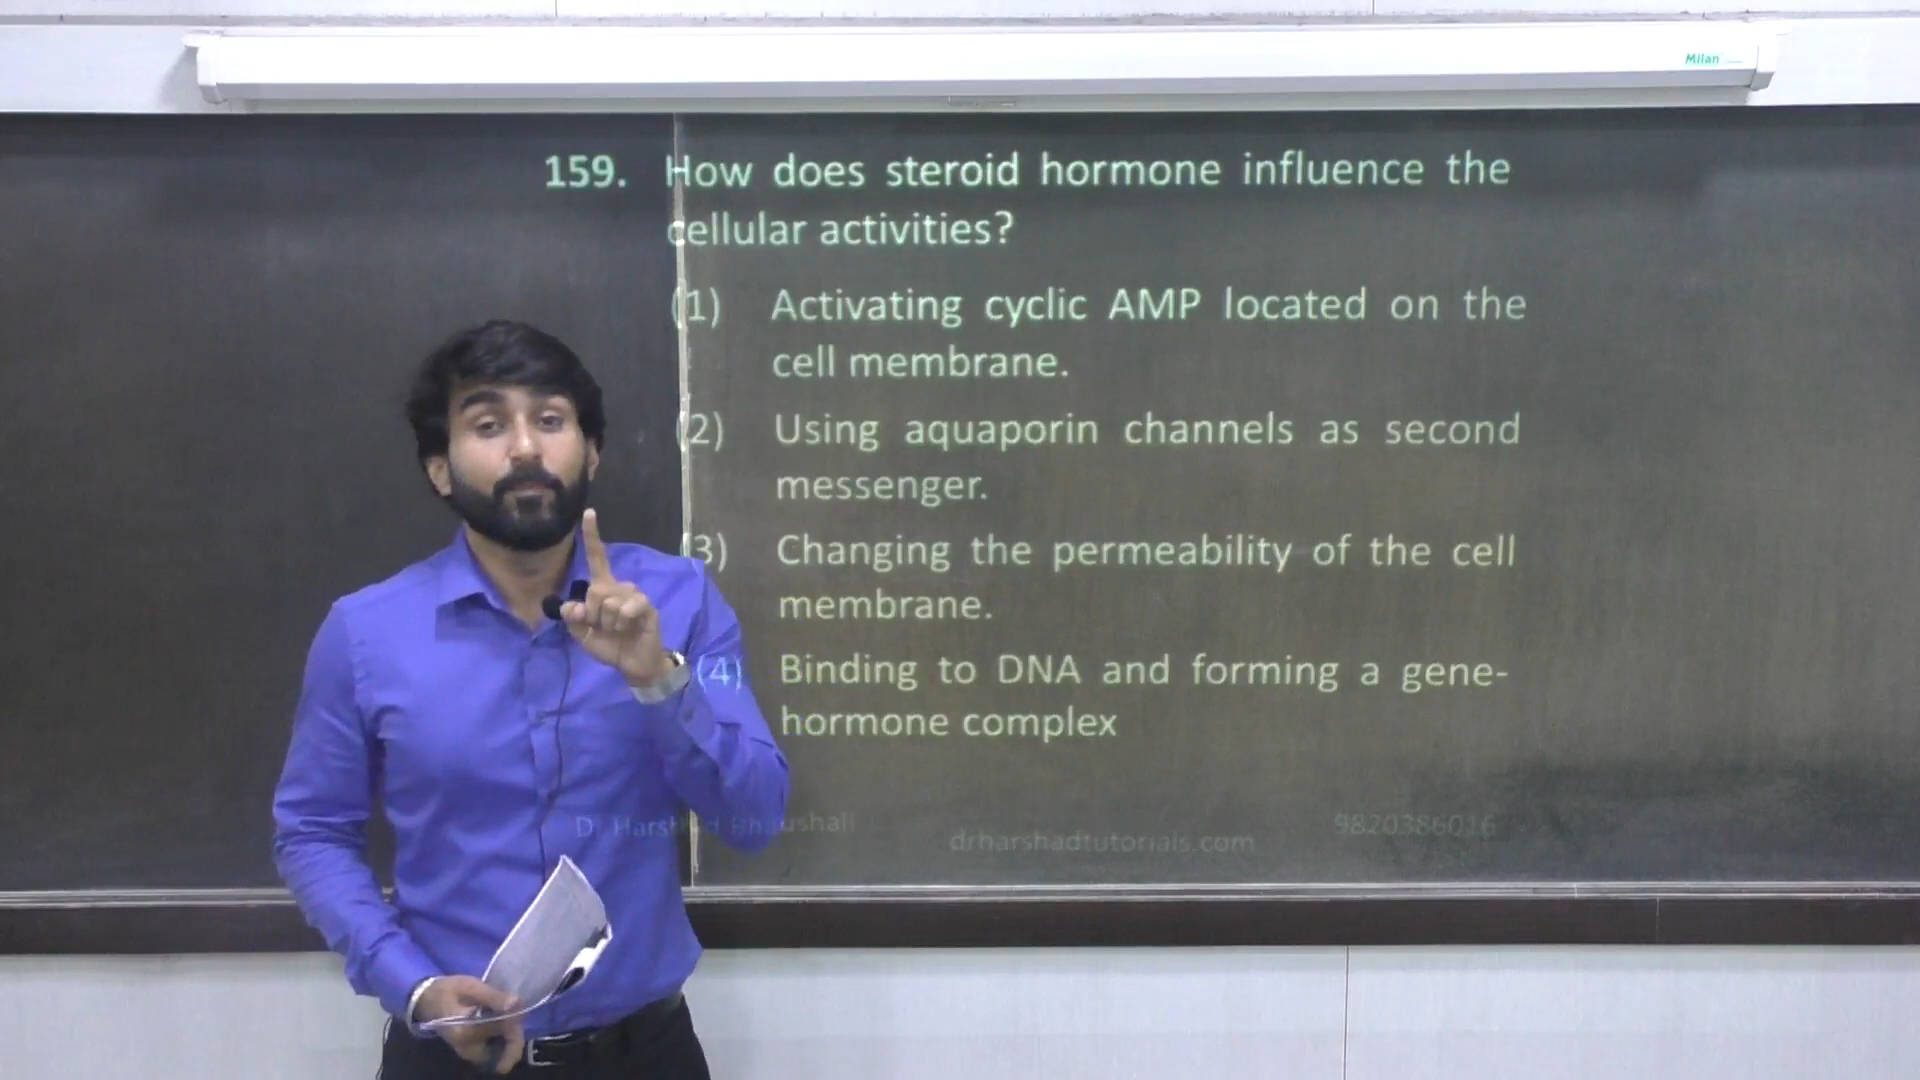 Milan
159. How does steroid hormone influence the
cellular activities?
(1) Activating cyclic AMP located on the
cell membrane.
(2) Using aquaporin channels as second
messenger.
(3) Changing the permeability of the cell
membrane.
(4) Binding to DNA and forming a gene-
hormone complex
drharshadtutorials.com
9820386016